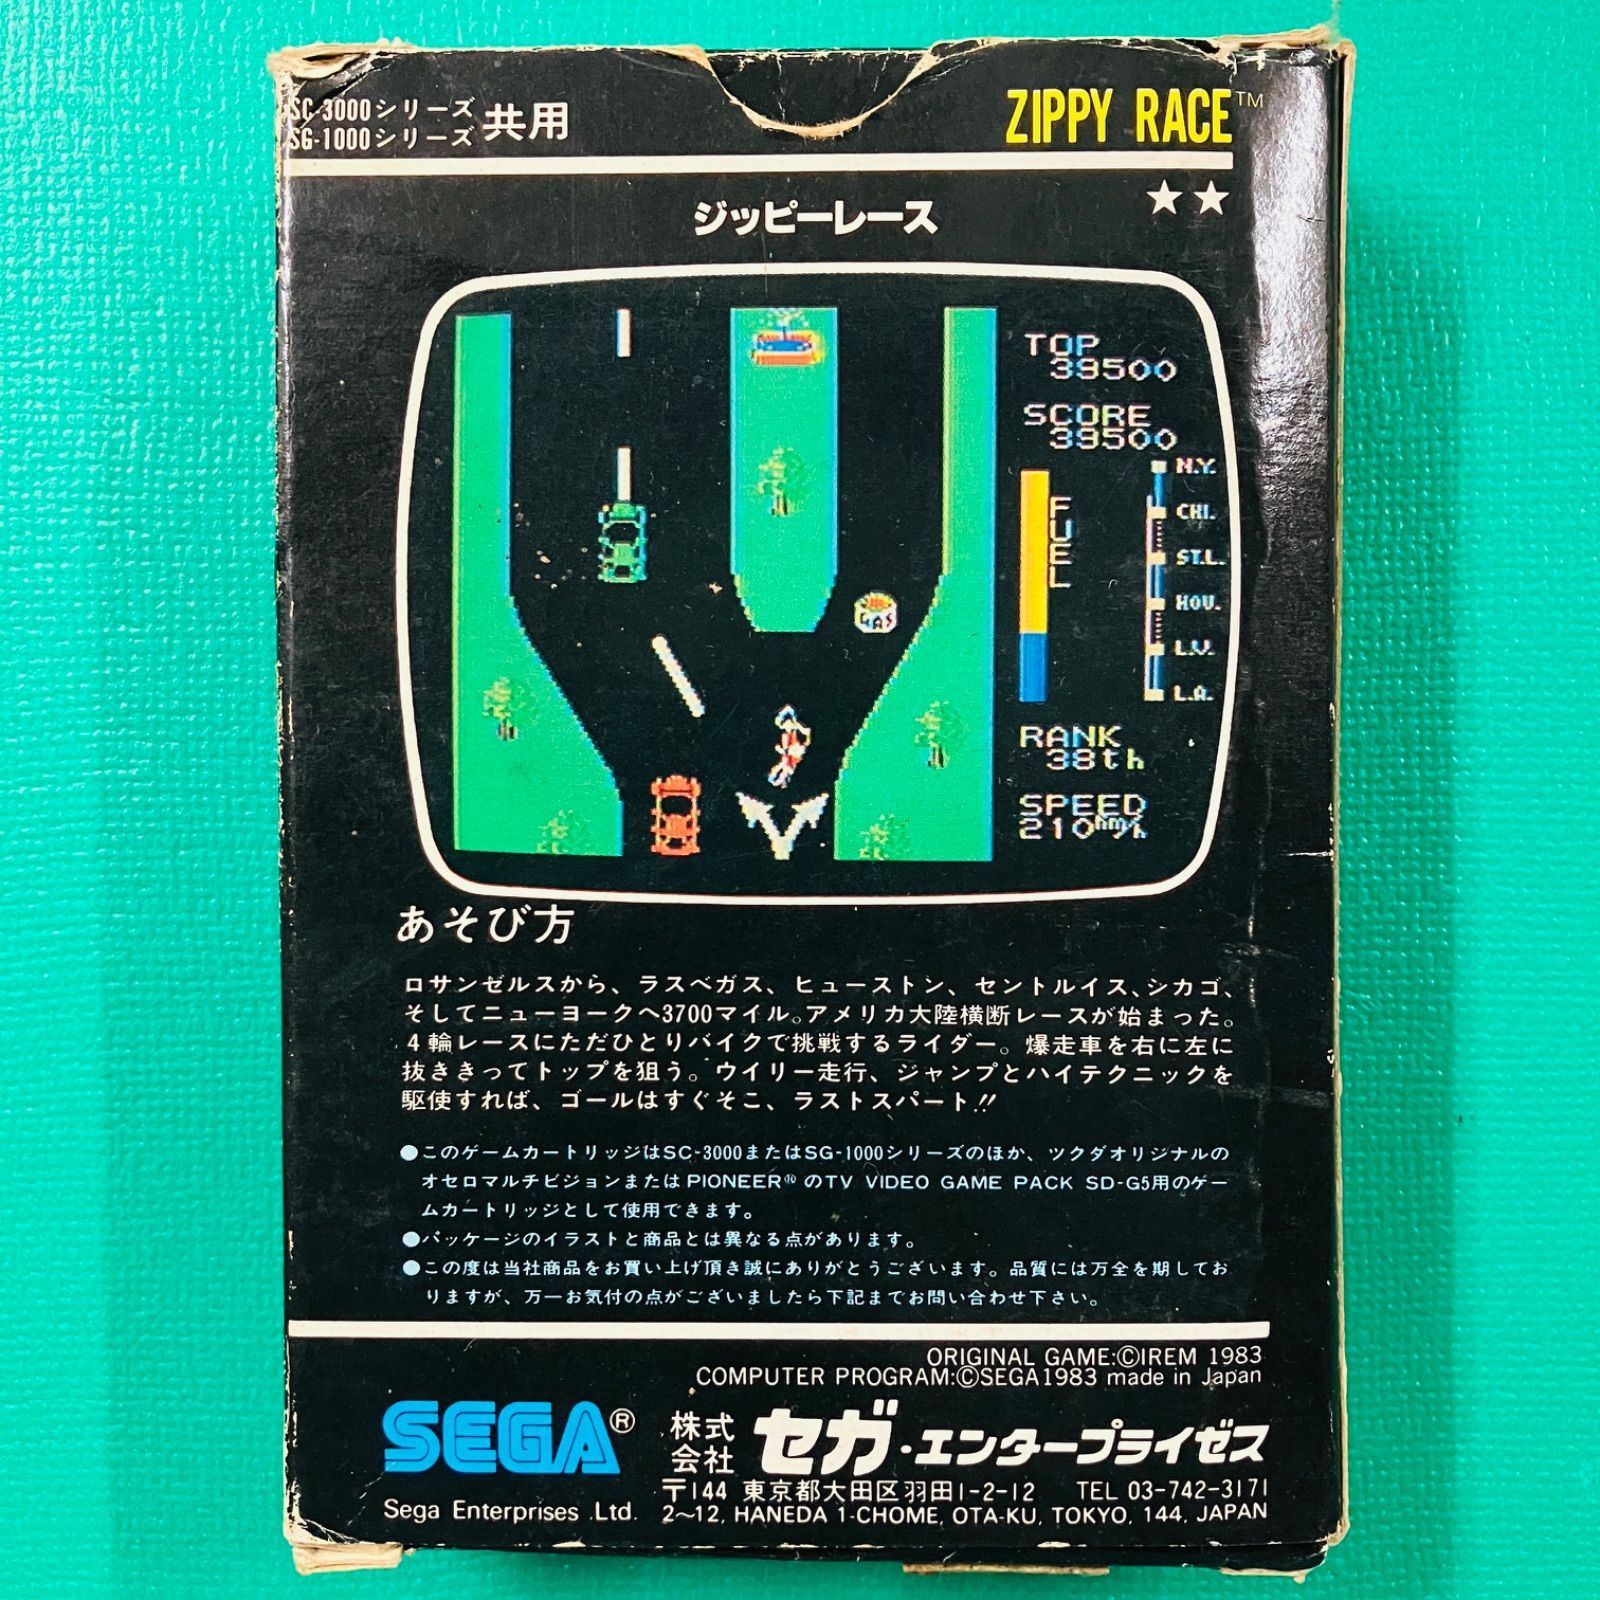 SC-3000シリーズ
SG-1000シリーズ 共用
ZIPPY RACE™
★★
ジッピーレース
TOP
39500
SCORE
39500
FUEL
N.Y.
CHI.
ST.L.
HOU.
L.V.
L.A.
GAS
RANK
38th
SPEED
210km/h
あそび方
ロサンゼルスから、ラスベガス、ヒューストン、セントルイス、シカゴ、
そしてニューヨークへ3700マイル。アメリカ大陸横断レースが始まった。
4輪レースにただひとりバイクで挑戦するライダー。爆走車を右に左に
抜ききってトップを狙う。ウイリー走行、ジャンプとハイテクニックを
駆使すれば、ゴールはすぐそこ、ラストスパート!!
●このゲームカートリッジはSC-3000またはSG-1000シリーズのほか、ツクダオリジナルの
オセロマルチビジョンまたはPIONEER®のTV VIDEO GAME PACK SD-G5用のゲー
ムカートリッジとして使用できます。
●パッケージのイラストと商品とは異なる点があります。
●この度は当社商品をお買い上げ頂き誠にありがとうございます。品質には万全を期してお
りますが、万一お気付の点がございましたら下記までお問い合わせ下さい。
ORIGINAL GAME:©IREM 1983
COMPUTER PROGRAM:©SEGA1983 made in Japan
SEGA®
株式会社 セガ・エンタープライゼス
〒144 東京都大田区羽田1-2-12 TEL 03-742-3171
Sega Enterprises Ltd. 2〜12, HANEDA 1-CHOME, OTA-KU, TOKYO, 144, JAPAN